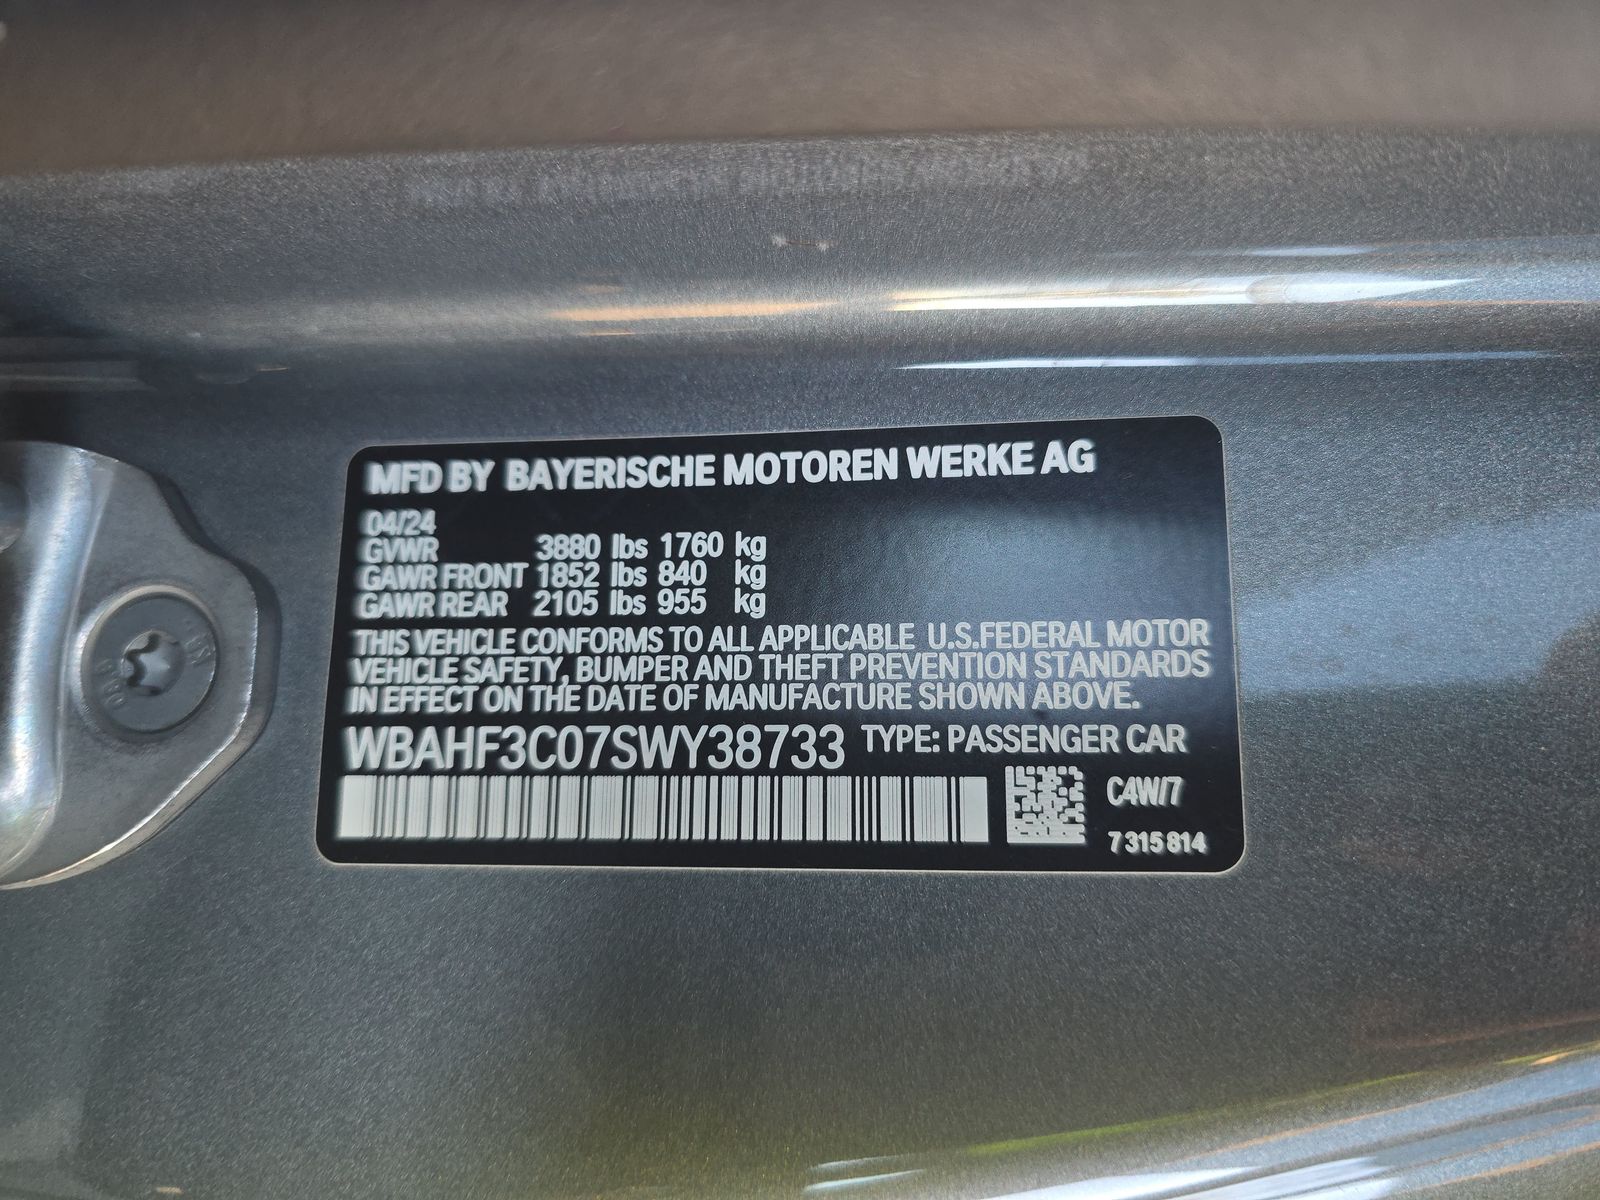 MFD BY BAYERISCHE MOTOREN WERKE AG
04/24
GVWR 3880 lbs 1760 kg
GAWR FRONT 1852 lbs 840 kg
GAWR REAR 2105 lbs 955 kg
THIS VEHICLE CONFORMS TO ALL APPLICABLE U.S.FEDERAL MOTOR
VEHICLE SAFETY, BUMPER AND THEFT PREVENTION STANDARDS
IN EFFECT ON THE DATE OF MANUFACTURE SHOWN ABOVE.
WBAHF3C07SWY38733 TYPE: PASSENGER CAR
C4W/7
7 315 814